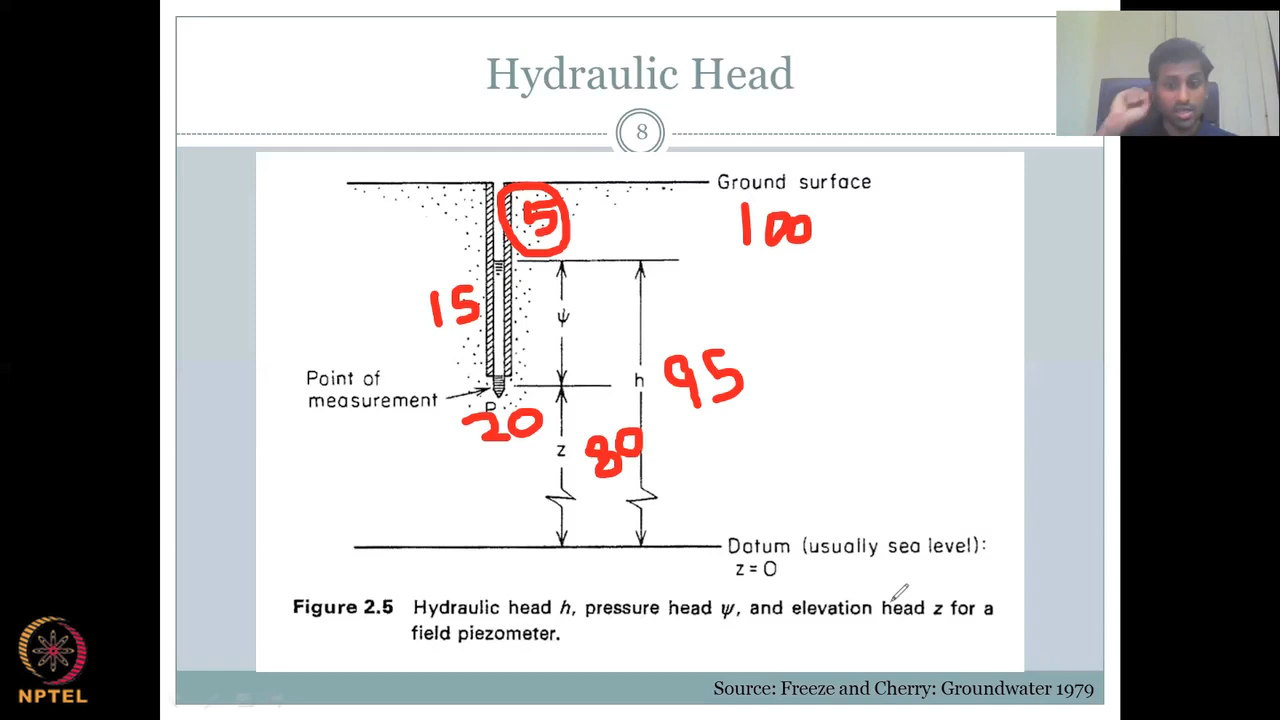 Hydraulic Head
8
Ground surface
5
100
15
ψ
Point of
measurement
h
95
P
20
z
80
Datum (usually sea level):
z = 0
Figure 2.5 Hydraulic head h, pressure head ψ, and elevation head z for a
field piezometer.
NPTEL
Source: Freeze and Cherry: Groundwater 1979